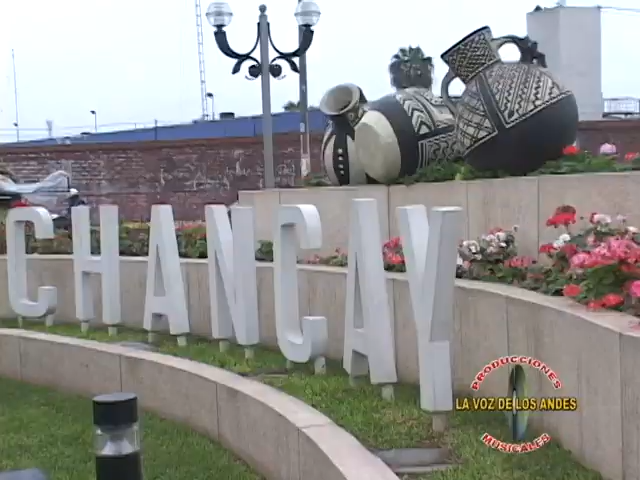 CHANCAY
PRODUCCIONES
LA VOZ DE LOS ANDES
MUSICALES